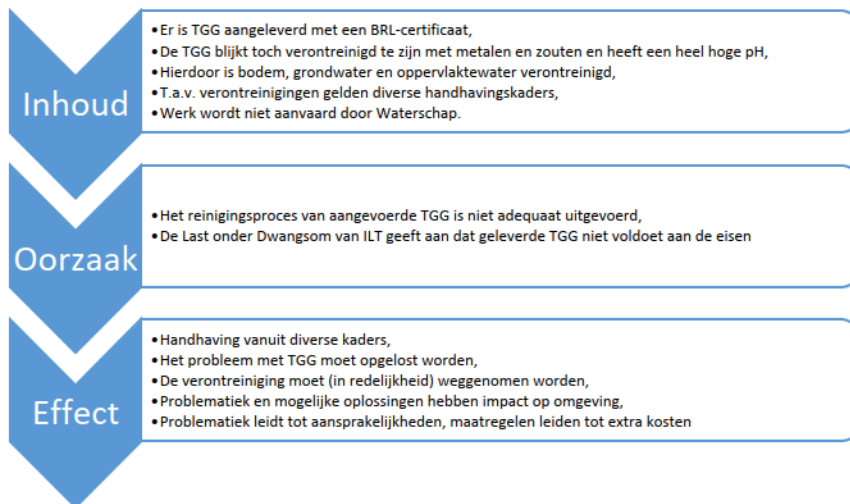 Inhoud
•Er is TGG aangeleverd met een BRL-certificaat,
•De TGG blijkt toch verontreinigd te zijn met metalen en zouten en heeft een heel hoge pH,
•Hierdoor is bodem, grondwater en oppervlaktewater verontreinigd,
•T.a.v. verontreinigingen gelden diverse handhavingskaders,
•Werk wordt niet aanvaard door Waterschap.
Oorzaak
•Het reinigingsproces van aangevoerde TGG is niet adequaat uitgevoerd,
•De Last onder Dwangsom van ILT geeft aan dat geleverde TGG niet voldoet aan de eisen
Effect
•Handhaving vanuit diverse kaders,
•Het probleem met TGG moet opgelost worden,
•De verontreiniging moet (in redelijkheid) weggenomen worden,
•Problematiek en mogelijke oplossingen hebben impact op omgeving,
•Problematiek leidt tot aansprakelijkheden, maatregelen leiden tot extra kosten